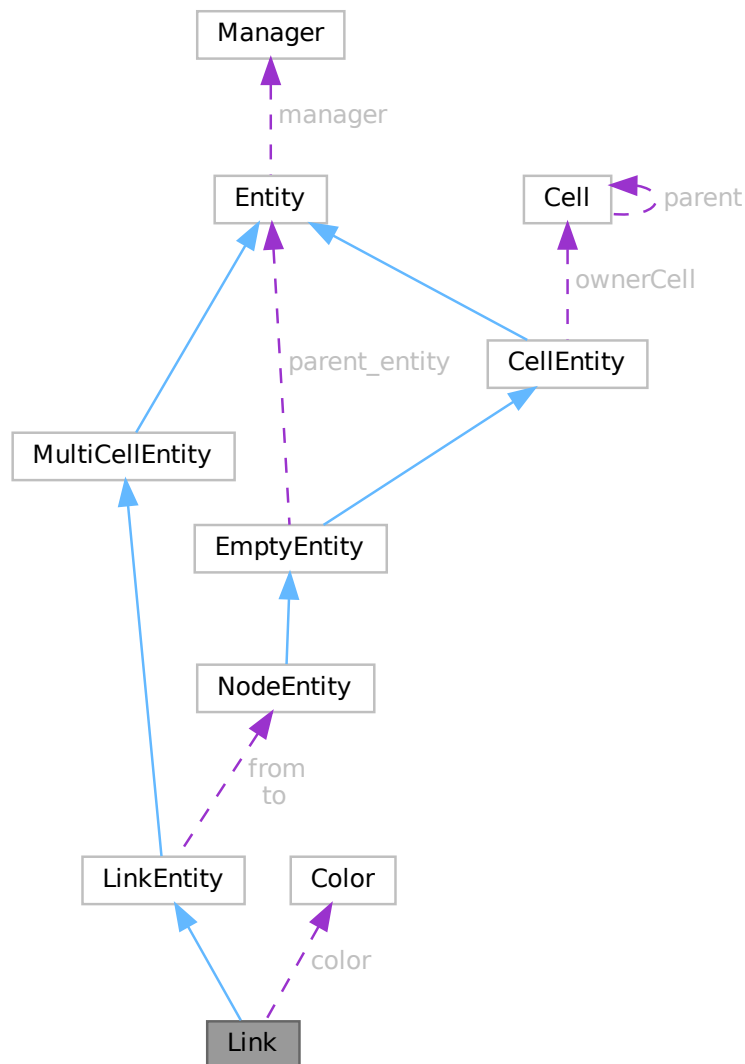 Manager
manager
Entity
Cell
parent
ownerCell
parent_entity
CellEntity
MultiCellEntity
EmptyEntity
NodeEntity
from
to
LinkEntity
Color
color
Link